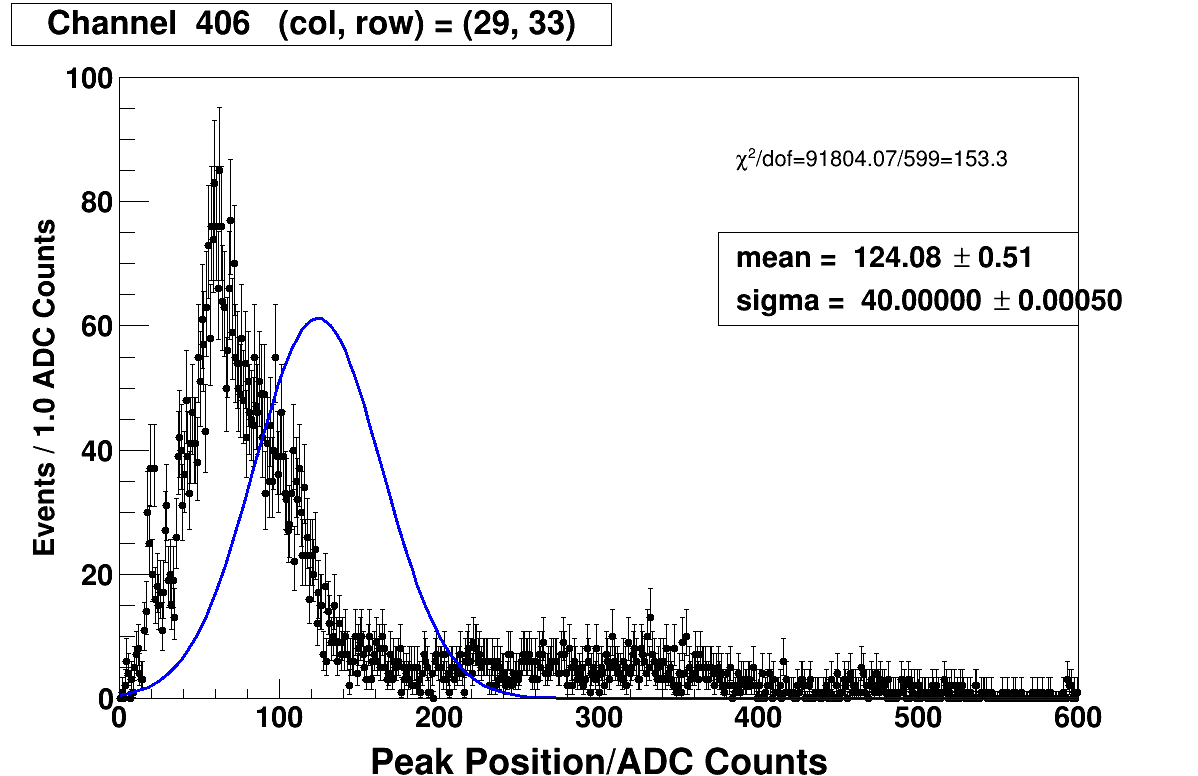 Channel 406 (col, row) = (29, 33)
100
χ²/dof=91804.07/599=153.3
80
mean = 124.08 ± 0.51
sigma = 40.00000 ± 0.00050
60
40
20
0
Events / 1.0 ADC Counts
0 100 200 300 400 500 600
Peak Position/ADC Counts